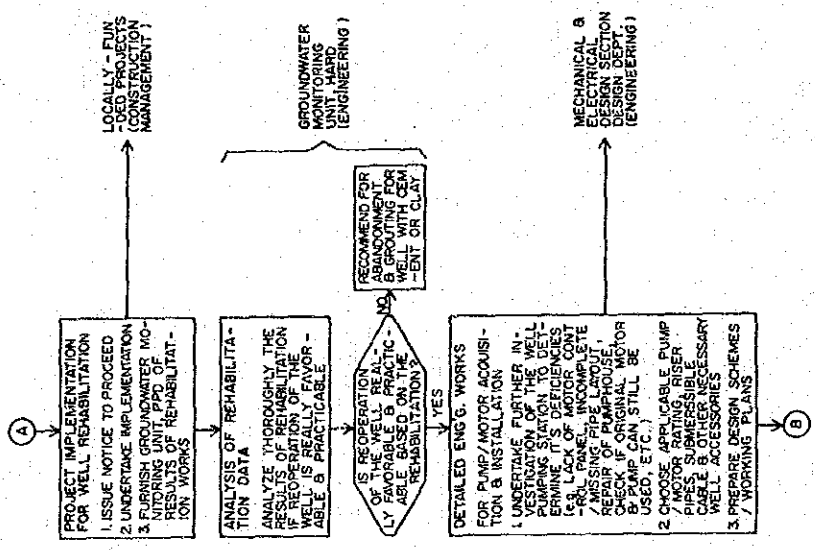 A
PROJECT IMPLEMENTATION
FOR WELL REHABILITATION
1. ISSUE NOTICE TO PROCEED
2. UNDERTAKE IMPLEMENTATION
3. FURNISH GROUNDWATER MO-
NITORING UNIT, PPD OF
RESULTS OF REHABILITAT-
ION WORKS
LOCALLY - FUN
-DED PROJECTS
(CONSTRUCTION
MANAGEMENT)
ANALYSIS OF REHABILITA-
TION DATA
ANALYZE THOROUGHLY THE
RESULTS OF REHABILITATION
IF REOPERATION OF THE
WELL IS REALLY FAVOR-
ABLE & PRACTICABLE
GROUNDWATER
MONITORING
UNIT, HARD
(ENGINEERING)
IS
REOPERATION
OF THE WELL REAL-
LY FAVORABLE & PRACTIC-
ABLE BASED ON THE
REHABILITATION?
NO
RECOMMEND FOR
ABANDONMENT
& GROUTING FOR
WELL WITH CEM
-ENT OR CLAY
YES
DETAILED ENG'G. WORKS
FOR PUMP/MOTOR ACQUISI-
TION & INSTALLATION
1. UNDERTAKE FURTHER IN-
VESTIGATION OF THE WELL
PUMPING STATION TO DET-
ERMINE IT'S DEFICIENCIES
(e.g. LACK OF MOTOR CONT
-ROL PANEL, INCOMPLETE
/ MISSING PIPE LAYOUT,
REPAIR OF PUMPHOUSE,
CHECK IF ORIGINAL MOTOR
& PUMP CAN STILL BE
USED, ETC..)
2. CHOOSE APPLICABLE PUMP
/ MOTOR RATING, RISER
PIPES, SUBMERSSIBLE
CABLE & OTHER NECESSARY
WELL ACCESSORIES
3. PREPARE DESIGN SCHEMES
/ WORKING PLANS
MECHANICAL &
ELECTRICAL
DESIGN SECTION
DESIGN DEPT.
(ENGINEERING)
B